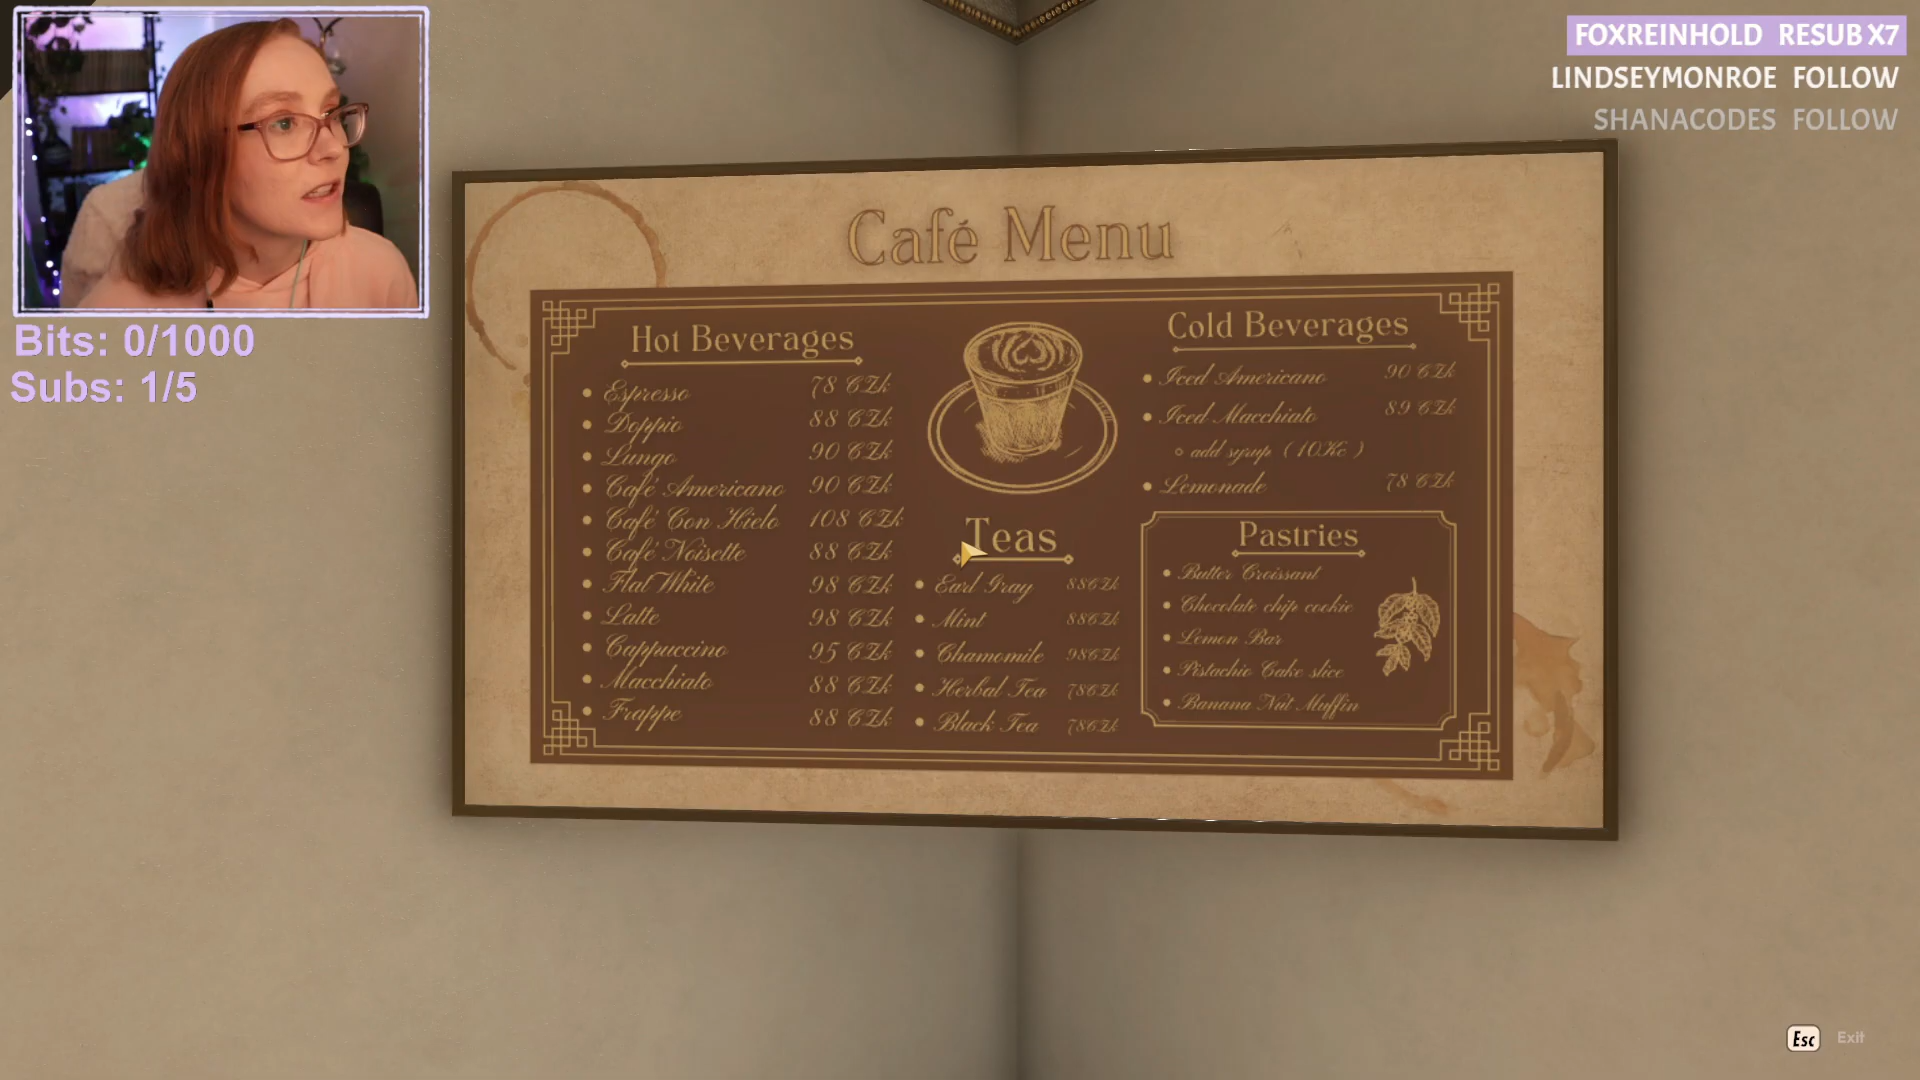 FOXREINHOLD RESUB X7
LINDSEYMONROE FOLLOW
SHANACODES FOLLOW
Bits: 0/1000
Subs: 1/5
Café Menu
Hot Beverages
Espresso 78 CZk
Doppio 88 CZk
Lungo 90 CZk
Café Americano 90 CZk
Café Con Hielo 108 CZk
Café Noisette 88 CZk
Flat White 98 CZk
Latte 98 CZk
Cappuccino 95 CZk
Macchiato 88 CZk
Frappe 88 CZk
Teas
Earl Gray 88CZk
Mint 88CZk
Chamomile 98CZk
Herbal Tea 78CZk
Black Tea 78CZk
Cold Beverages
Iced Americano 90 CZk
Iced Macchiato 89 CZk
add syrup (10Kc)
Lemonade 78 CZk
Pastries
Butter Croissant
Chocolate chip cookie
Lemon Bar
Pistachio Cake slice
Banana Nut Muffin
Esc Exit